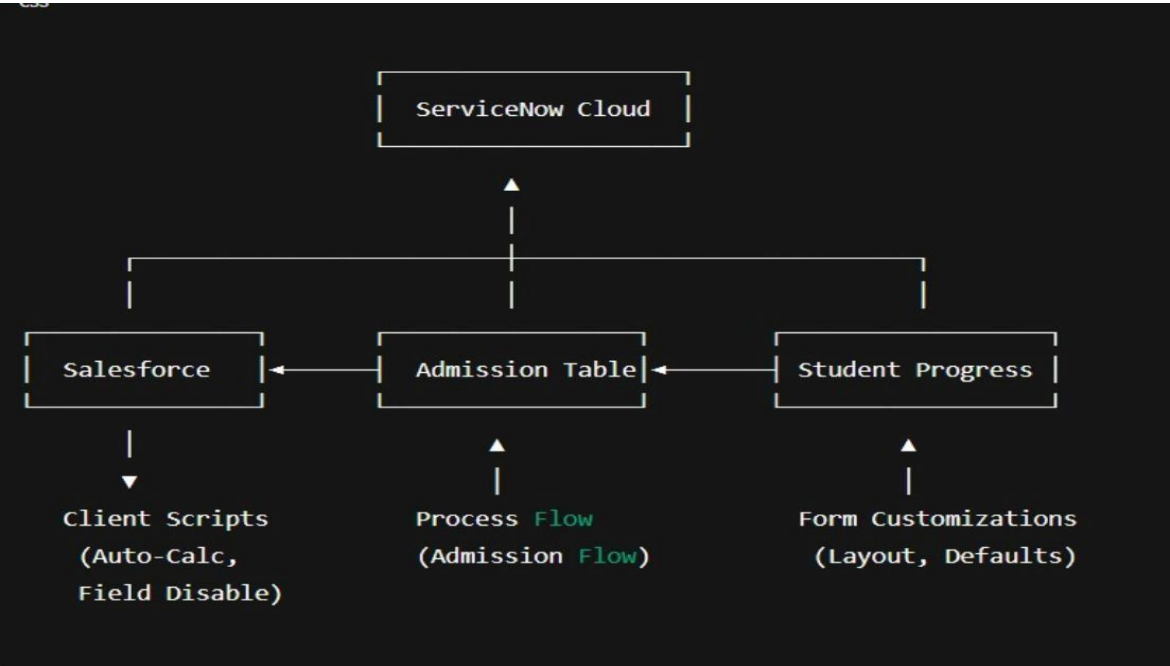 css
ServiceNow Cloud
Salesforce
Admission Table
Student Progress
Client Scripts
(Auto-Calc,
Field Disable)
Process Flow
(Admission Flow)
Form Customizations
(Layout, Defaults)